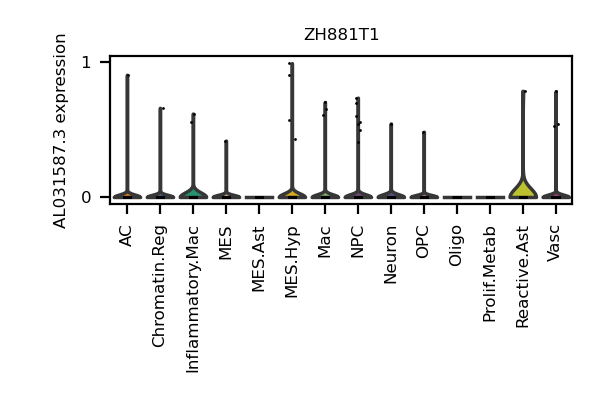 ZH881T1
AL031587.3 expression
1
0
AC
Chromatin.Reg
Inflammatory.Mac
MES
MES.Ast
MES.Hyp
Mac
NPC
Neuron
OPC
Oligo
Prolif.Metab
Reactive.Ast
Vasc